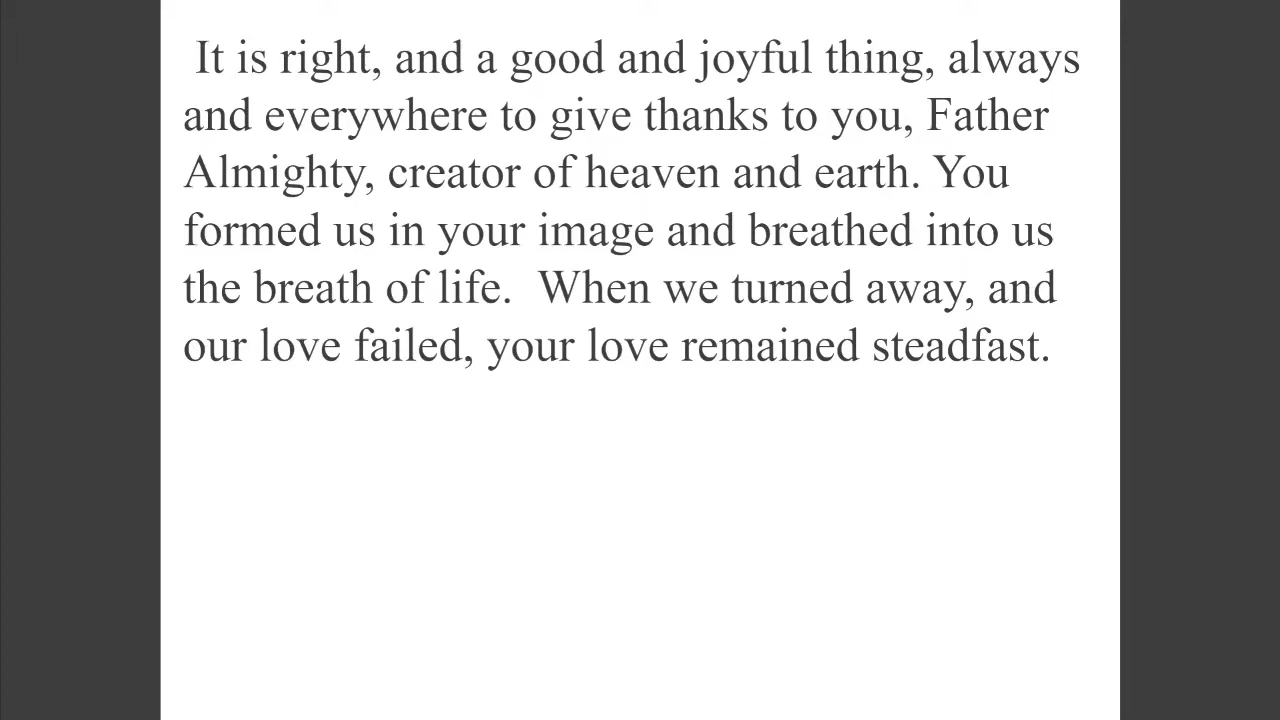 It is right, and a good and joyful thing, always
and everywhere to give thanks to you, Father
Almighty, creator of heaven and earth. You
formed us in your image and breathed into us
the breath of life.  When we turned away, and
our love failed, your love remained steadfast.